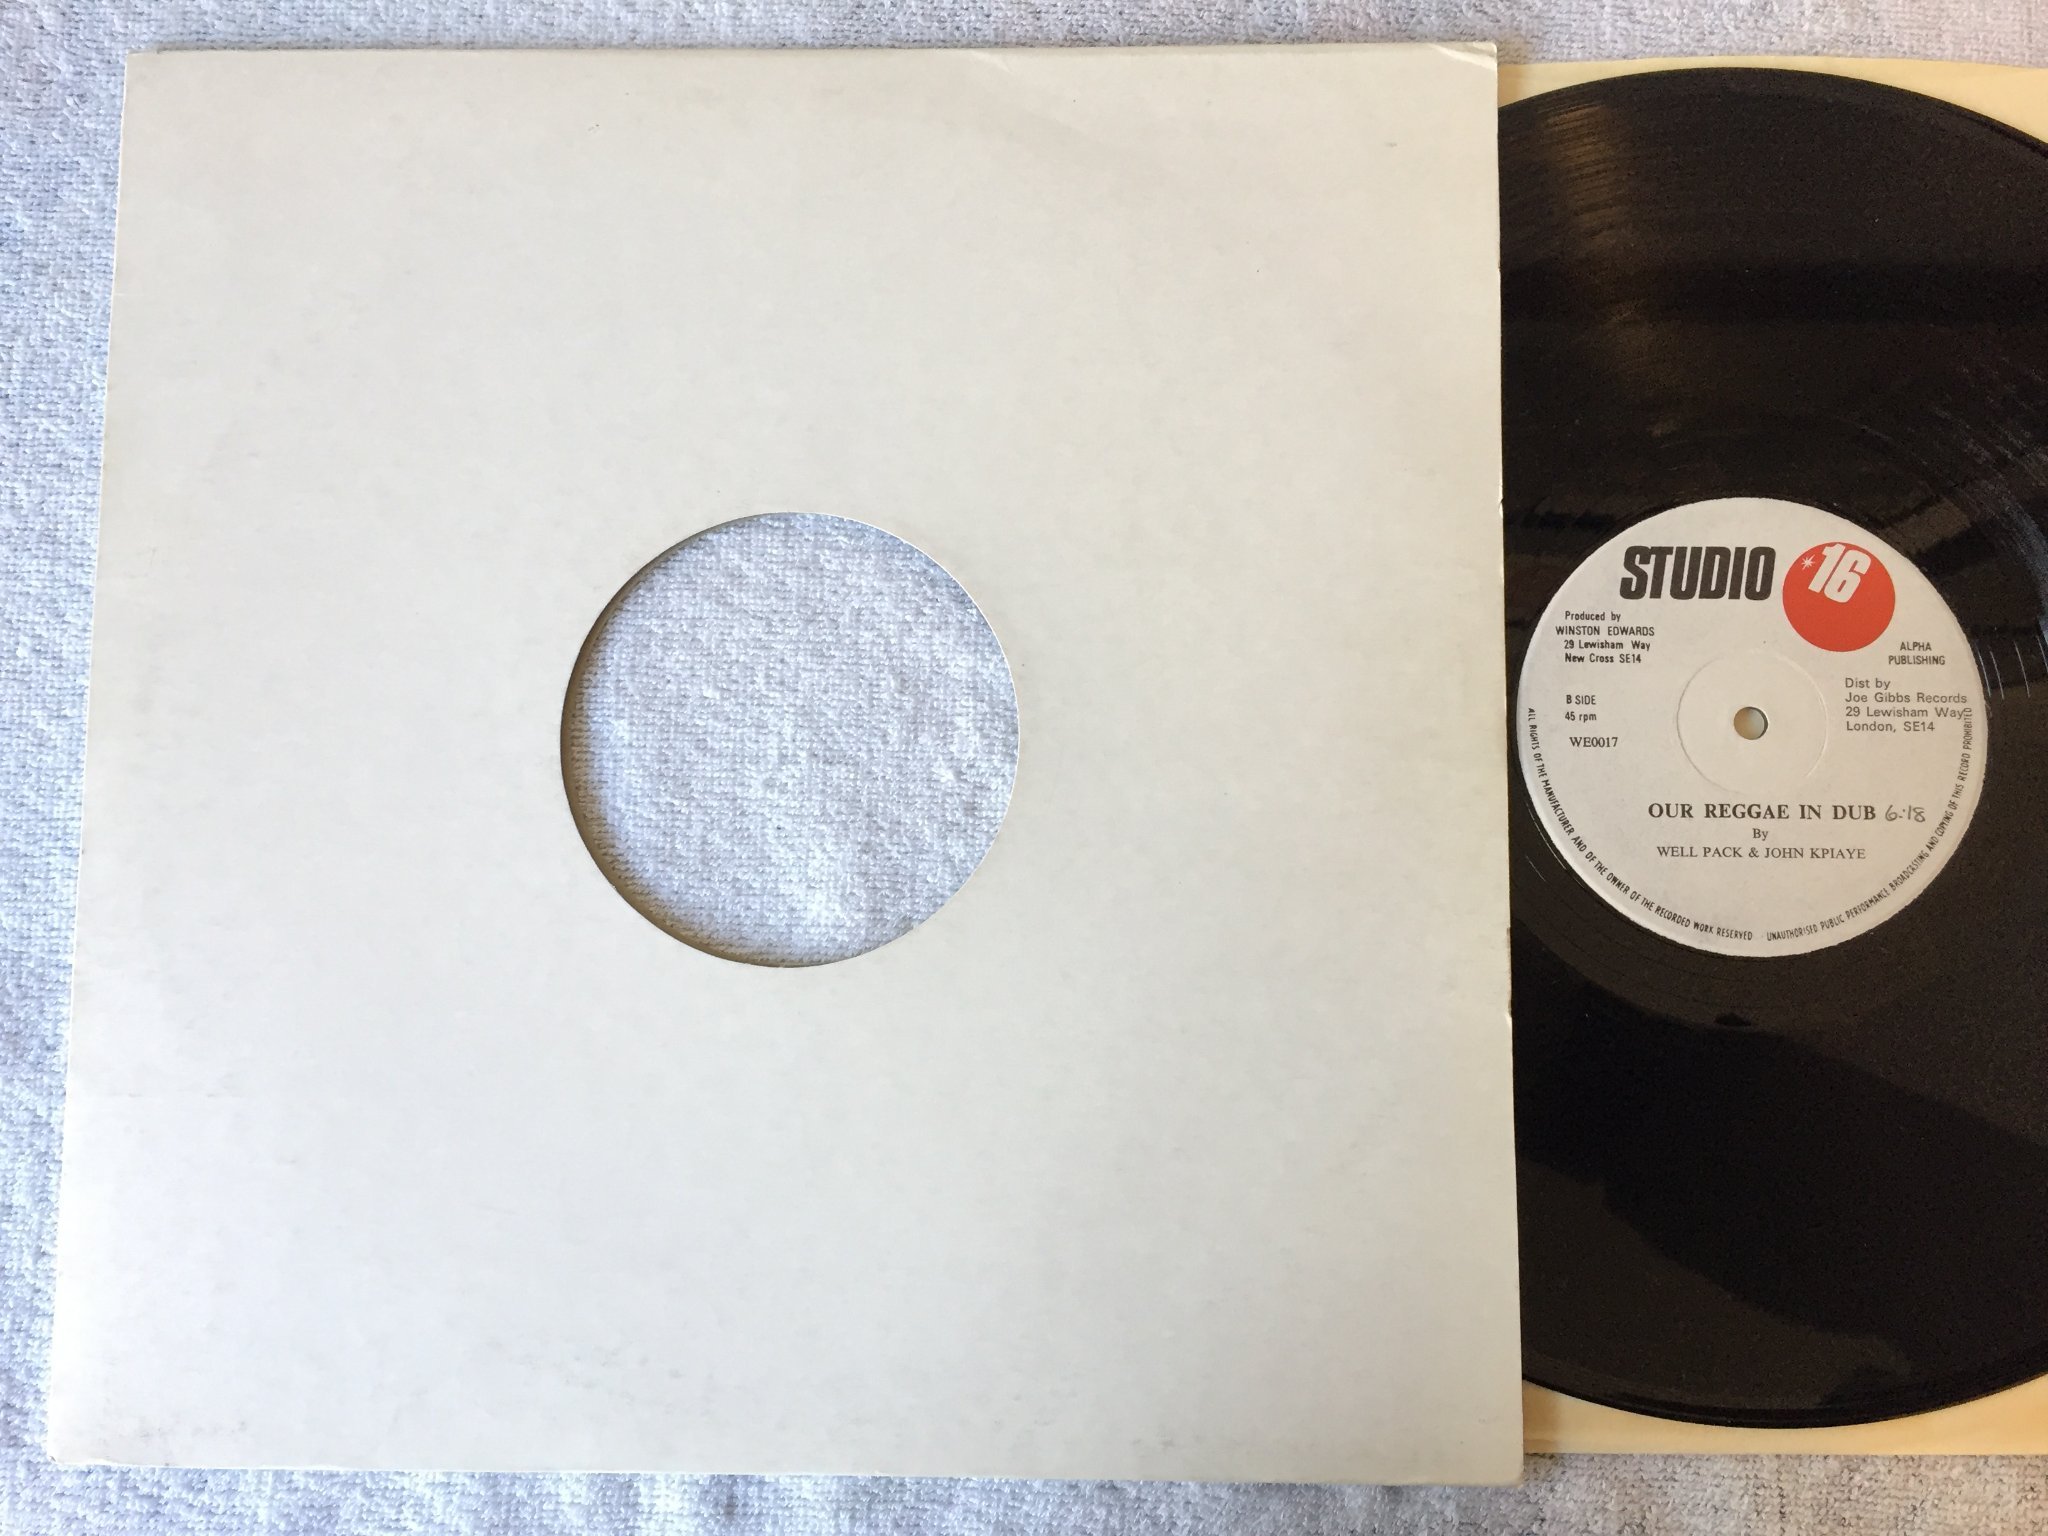 STUDIO *16
Produced by
WINSTON EDWARDS
29 Lewisham Way
New Cross SE14
ALPHA
PUBLISHING
Dist by
Joe Gibbs Records
29 Lewisham Way
London, SE14
B SIDE
45 rpm
WE0017
OUR REGGAE IN DUB 6:18
By
WELL PACK & JOHN KPIAYE
ALL RIGHTS OF THE MANUFACTURER AND OF THE OWNER OF THE RECORDED WORK RESERVED UNAUTHORISED PUBLIC PERFORMANCE BROADCASTING AND COPYING OF THIS RECORD PROHIBITED